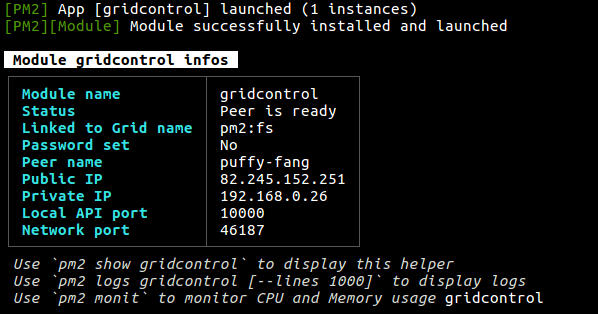 [PM2] App [gridcontrol] launched (1 instances)
[PM2][Module] Module successfully installed and launched
Module gridcontrol infos
Module name gridcontrol
Status Peer is ready
Linked to Grid name pm2:fs
Password set No
Peer name puffy-fang
Public IP 82.245.152.251
Private IP 192.168.0.26
Local API port 10000
Network port 46187
Use `pm2 show gridcontrol` to display this helper
Use `pm2 logs gridcontrol [--lines 1000]` to display logs
Use `pm2 monit` to monitor CPU and Memory usage gridcontrol